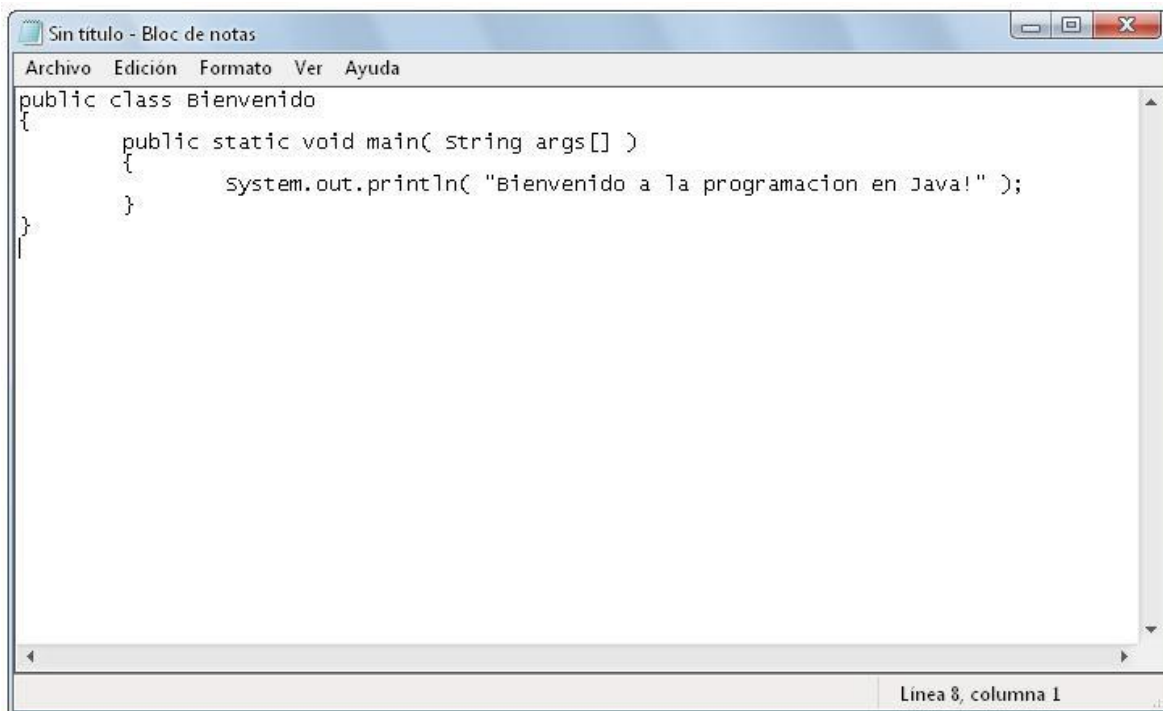 Sin título - Bloc de notas
Archivo Edición Formato Ver Ayuda
public class Bienvenido
{
        public static void main( String args[] )
        {
                System.out.println( "Bienvenido a la programacion en Java!" );
        }
}
Línea 8, columna 1